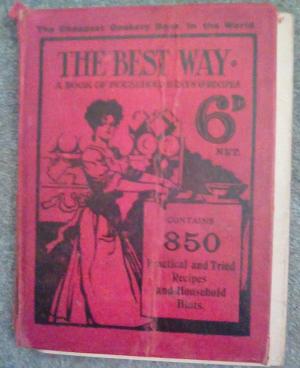 The Cheapest Cookery Book in the World
THE BEST WAY.
A BOOK OF HOUSEHOLD HINTS & RECIPES
6D
NET.
CONTAINS
850
Practical and Tried
Recipes
and Household
Hints.